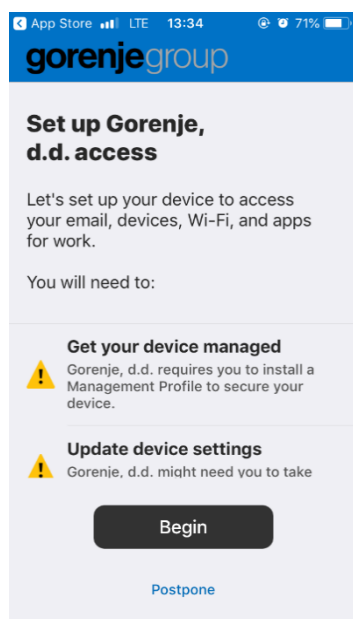 App Store LTE 13:34 71%
gorenjegroup
Set up Gorenje,
d.d. access
Let's set up your device to access
your email, devices, Wi-Fi, and apps
for work.
You will need to:
Get your device managed
Gorenje, d.d. requires you to install a
Management Profile to secure your
device.
Update device settings
Gorenje, d.d. might need you to take
Begin
Postpone